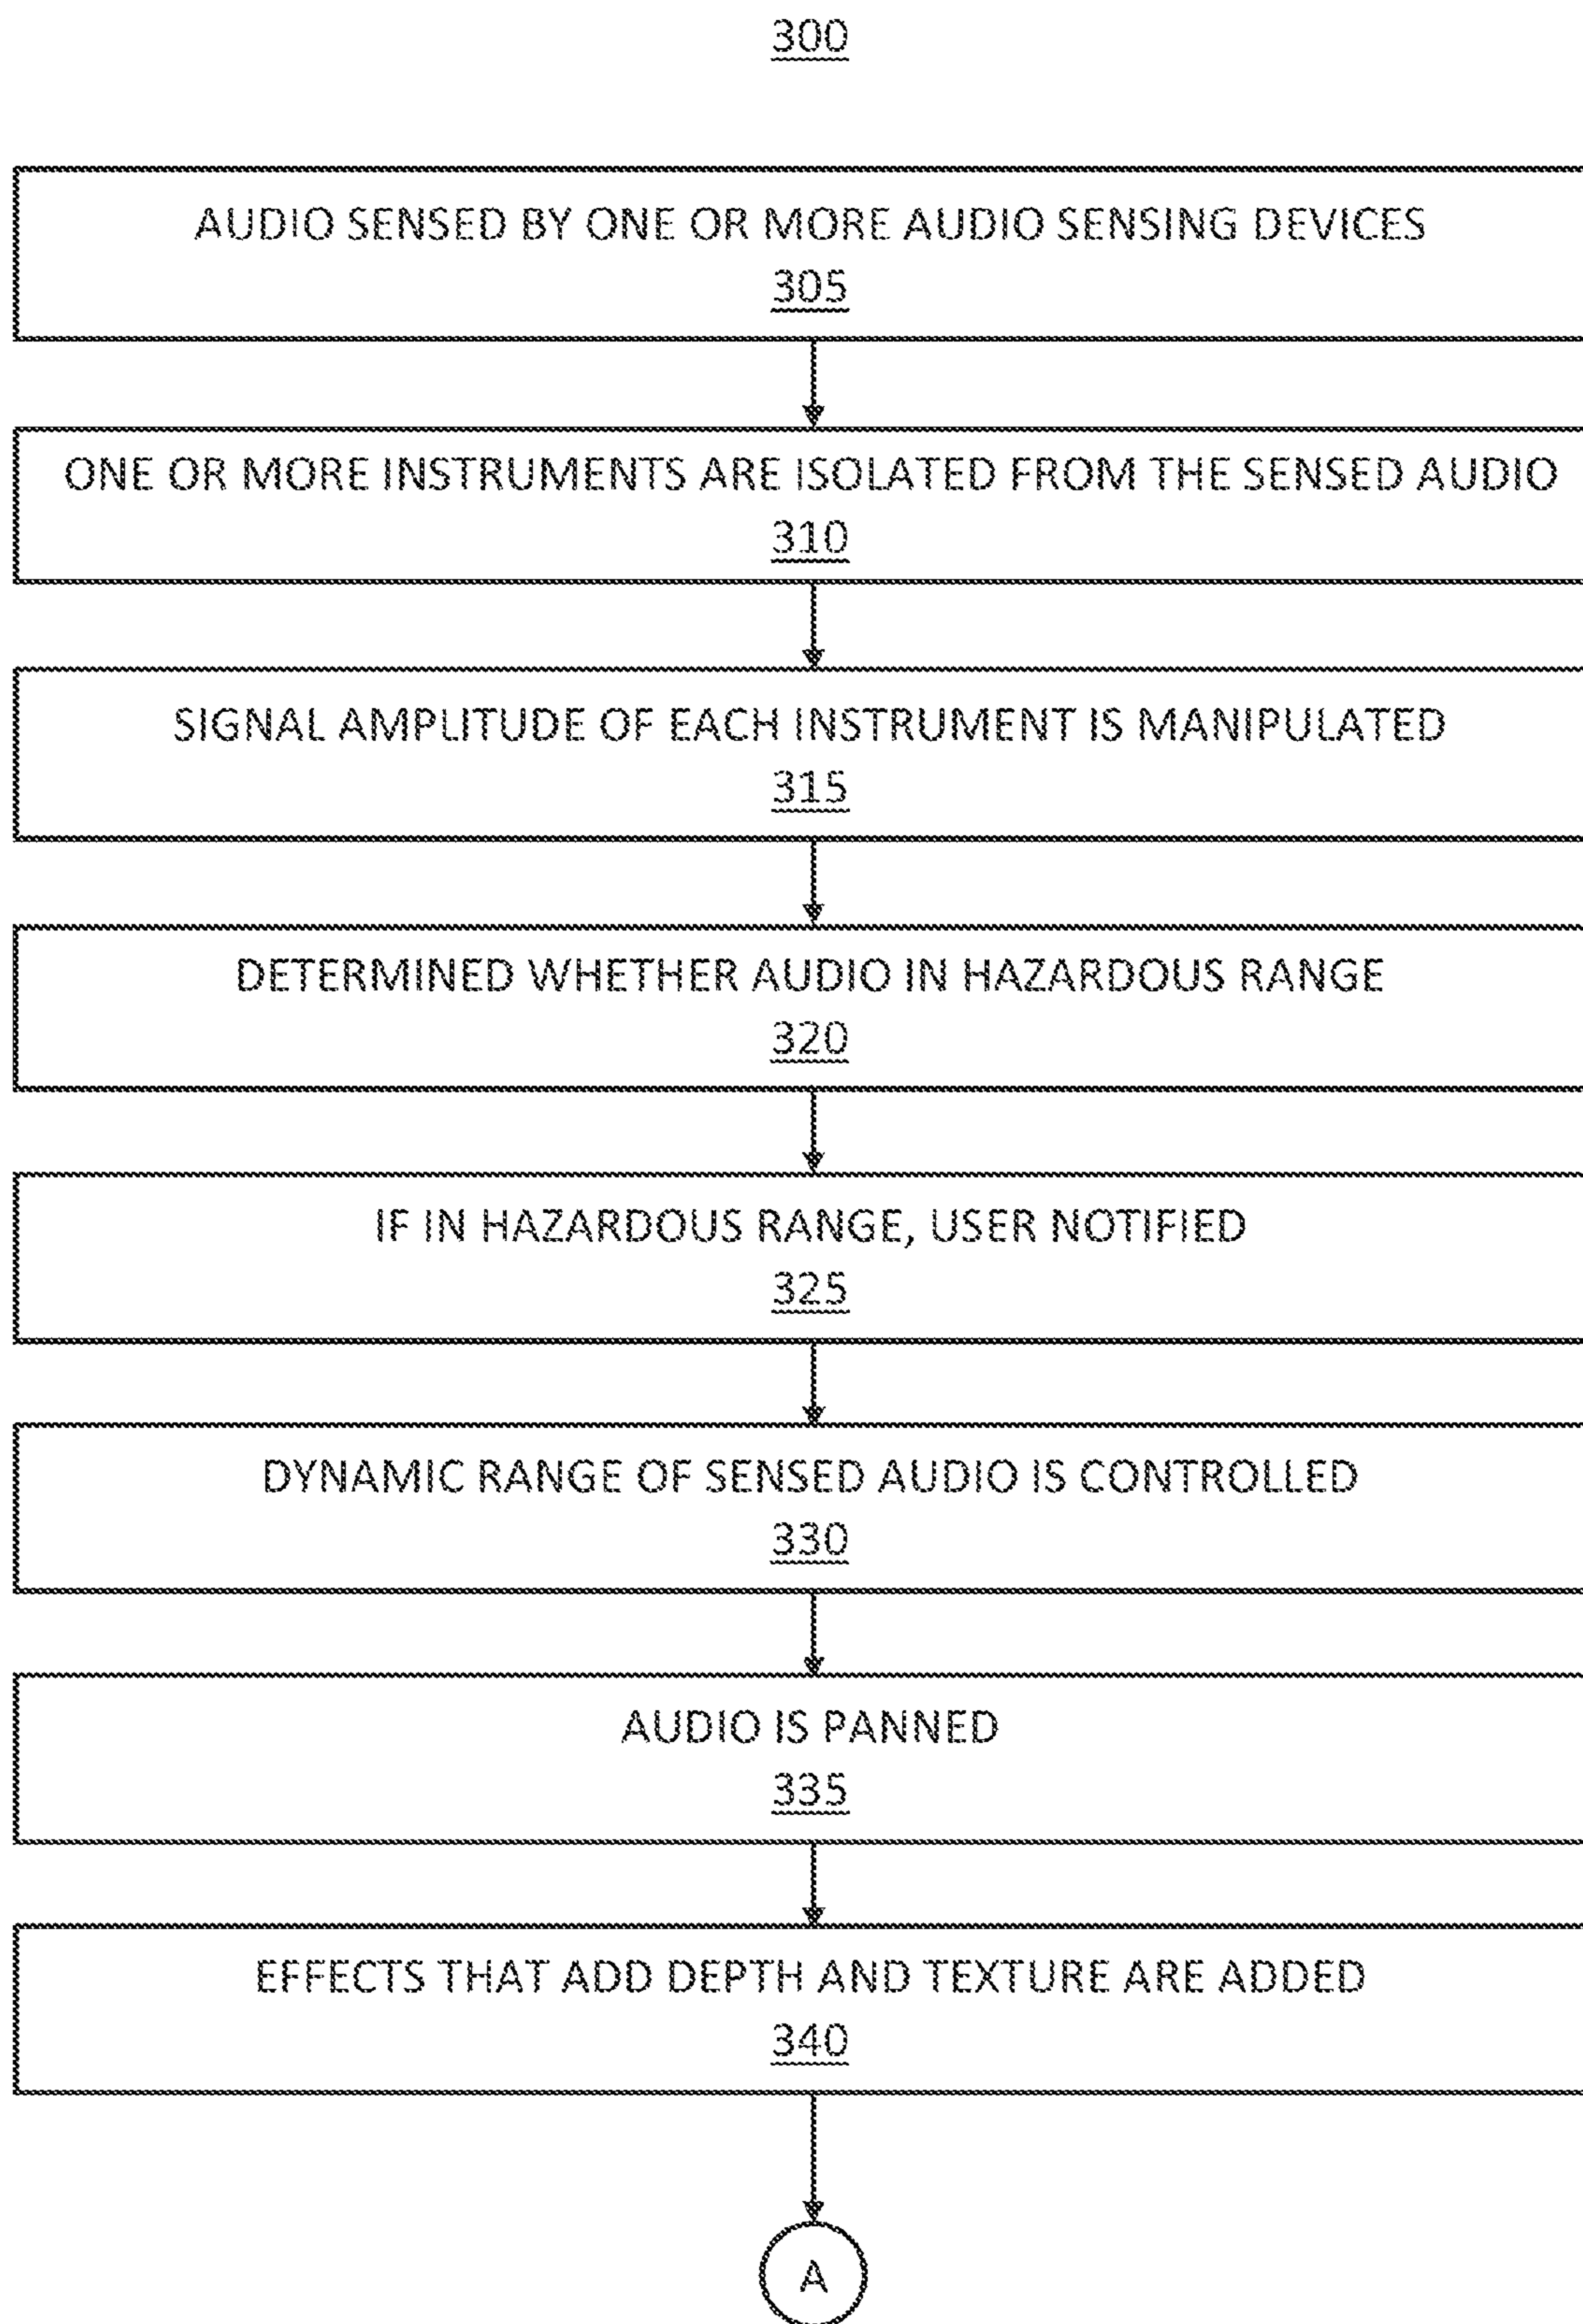 300
AUDIO SENSED BY ONE OR MORE AUDIO SENSING DEVICES
305
ONE OR MORE INSTRUMENTS ARE ISOLATED FROM THE SENSED AUDIO
310
SIGNAL AMPLITUDE OF EACH INSTRUMENT IS MANIPULATED
315
DETERMINED WHETHER AUDIO IN HAZARDOUS RANGE
320
IF IN HAZARDOUS RANGE, USER NOTIFIED
325
DYNAMIC RANGE OF SENSED AUDIO IS CONTROLLED
330
AUDIO IS PANNED
335
EFFECTS THAT ADD DEPTH AND TEXTURE ARE ADDED
340
A